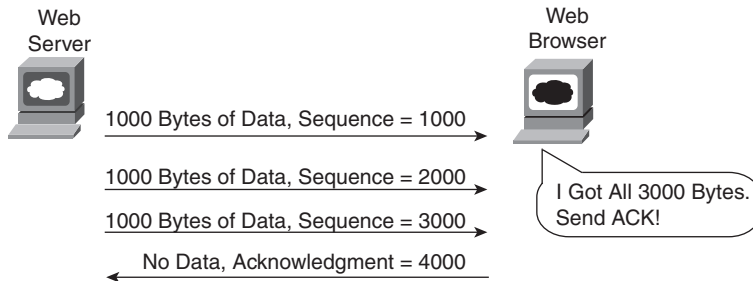 Web
Server
Web
Browser
1000 Bytes of Data, Sequence = 1000
1000 Bytes of Data, Sequence = 2000
1000 Bytes of Data, Sequence = 3000
No Data, Acknowledgment = 4000
I Got All 3000 Bytes.
Send ACK!